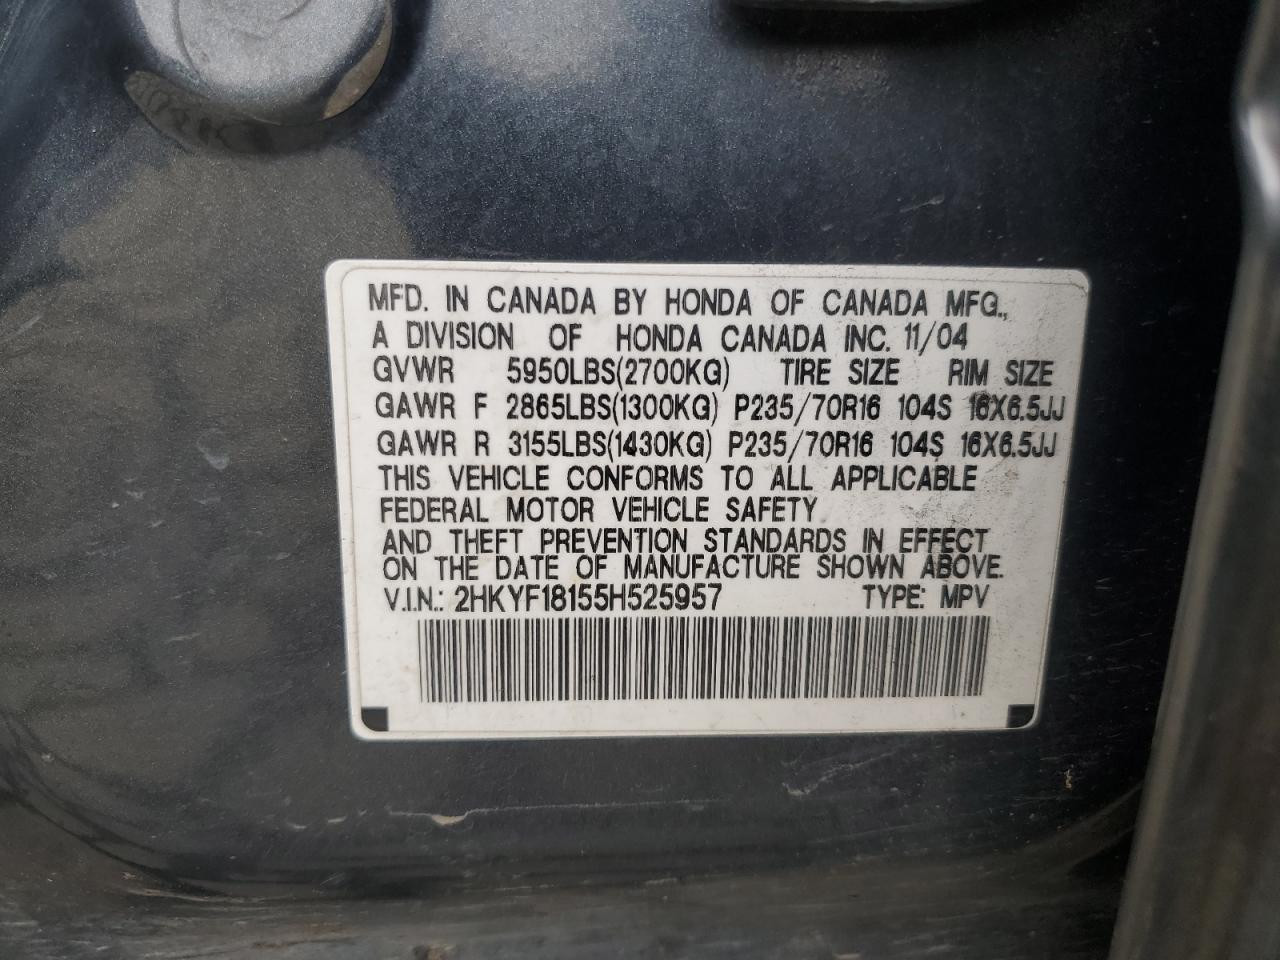 MFD. IN CANADA BY HONDA OF CANADA MFG.,
A DIVISION OF HONDA CANADA INC. 11/04
GVWR 5950LBS(2700KG) TIRE SIZE RIM SIZE
GAWR F 2865LBS(1300KG) P235/70R16 104S 16X6.5JJ
GAWR R 3155LBS(1430KG) P235/70R16 104S 16X6.5JJ
THIS VEHICLE CONFORMS TO ALL APPLICABLE
FEDERAL MOTOR VEHICLE SAFETY
AND THEFT PREVENTION STANDARDS IN EFFECT
ON THE DATE OF MANUFACTURE SHOWN ABOVE.
V.I.N.: 2HKYF18155H525957 TYPE: MPV